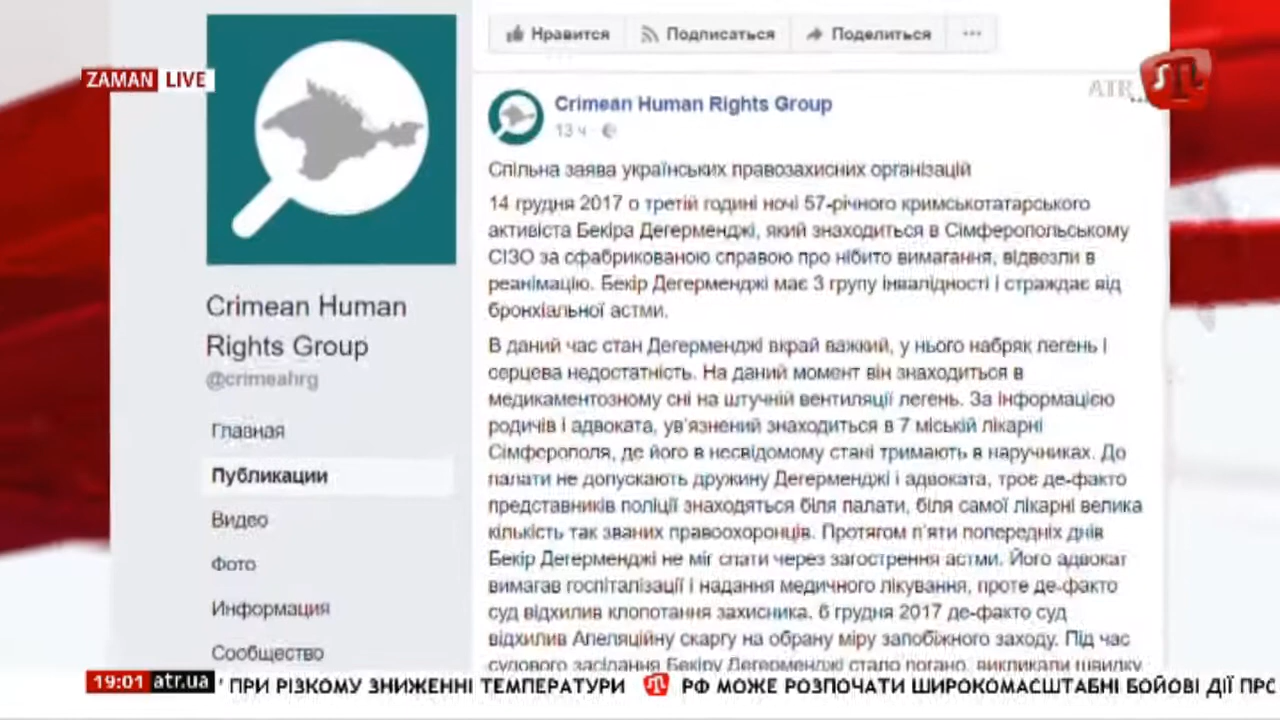 Нравится Подписаться Поделиться ...
ZAMAN LIVE
ATR
Crimean Human Rights Group
13 ч
Спільна заява українських правозахисних організацій
14 грудня 2017 о третій годині ночі 57-річного кримськотатарського
активіста Бекіра Дегерменджі, який знаходиться в Сімферопольському
СІЗО за сфабрикованою справою про нібито вимагання, відвезли в
реанімацію. Бекір Дегерменджі має 3 групу інвалідності і страждає від
бронхіальної астми.
В даний час стан Дегерменджі вкрай важкий, у нього набряк легень і
серцева недостатність. На даний момент він знаходиться в
медикаментозному сні на штучній вентиляції легень. За інформацією
родичів і адвоката, ув'язнений знаходиться в 7 міській лікарні
Сімферополя, де його в несвідомому стані тримають в наручниках. До
палати не допускають дружину Дегерменджі і адвоката, троє де-факто
представників поліції знаходяться біля палати, біля самої лікарні велика
кількість так званих правоохоронців. Протягом п'яти попередніх днів
Бекір Дегерменджі не міг спати через загострення астми. Його адвокат
вимагав госпіталізації і надання медичного лікування, проте де-факто
суд відхилив клопотання захисника. 6 грудня 2017 де-факто суд
відхилив Апеляційну скаргу на обрану міру запобіжного заходу. Під час
судового засідання Бекіру Дегерменджі стало погано, викликали швидку
Crimean Human
Rights Group
@crimeahrg
Главная
Публикации
Видео
Фото
Информация
Сообщество
19:01 atr.ua ' ПРИ РІЗКОМУ ЗНИЖЕННІ ТЕМПЕРАТУРИ РФ МОЖЕ РОЗПОЧАТИ ШИРОКОМАСШТАБНІ БОЙОВІ ДІЇ ПРС